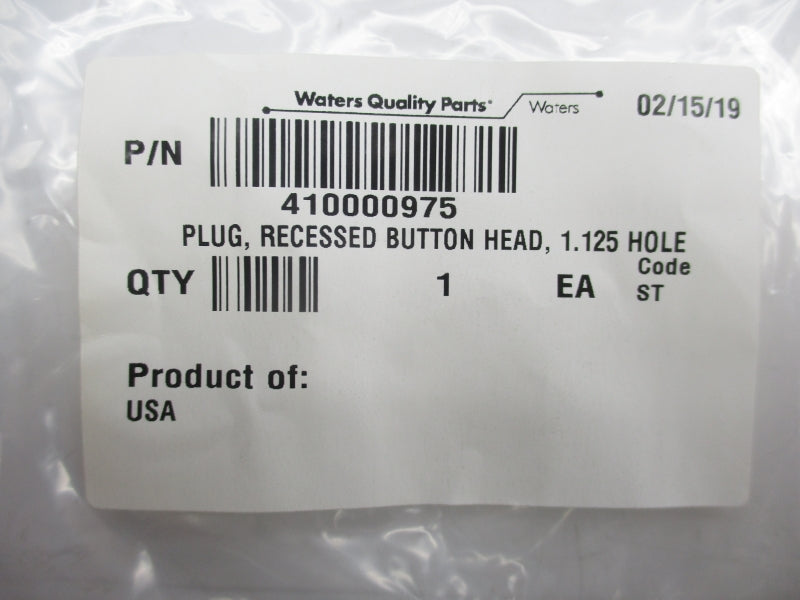 Waters Quality Parts® Waters 02/15/19
P/N
410000975
PLUG, RECESSED BUTTON HEAD, 1.125 HOLE
QTY 1 EA Code
ST
Product of:
USA